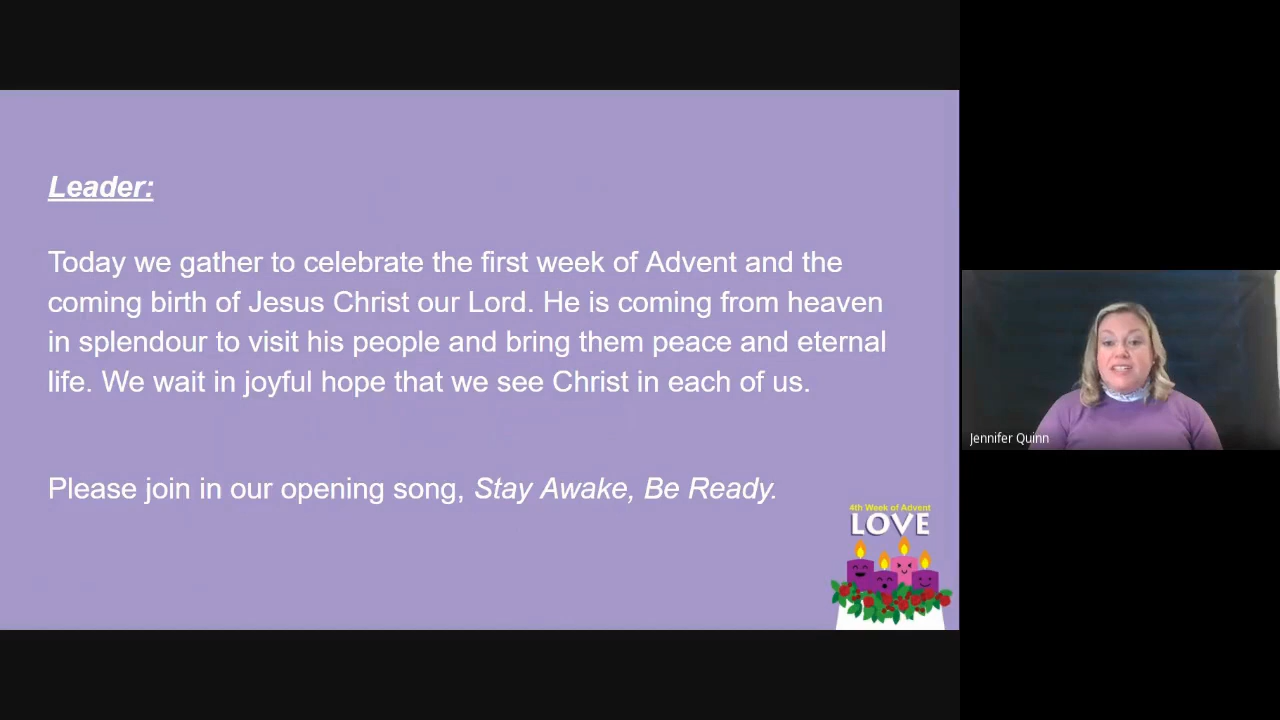 Leader:
Today we gather to celebrate the first week of Advent and the
coming birth of Jesus Christ our Lord. He is coming from heaven
in splendour to visit his people and bring them peace and eternal
life. We wait in joyful hope that we see Christ in each of us.
Please join in our opening song, Stay Awake, Be Ready.
4th Week of Advent
LOVE
Jennifer Quinn